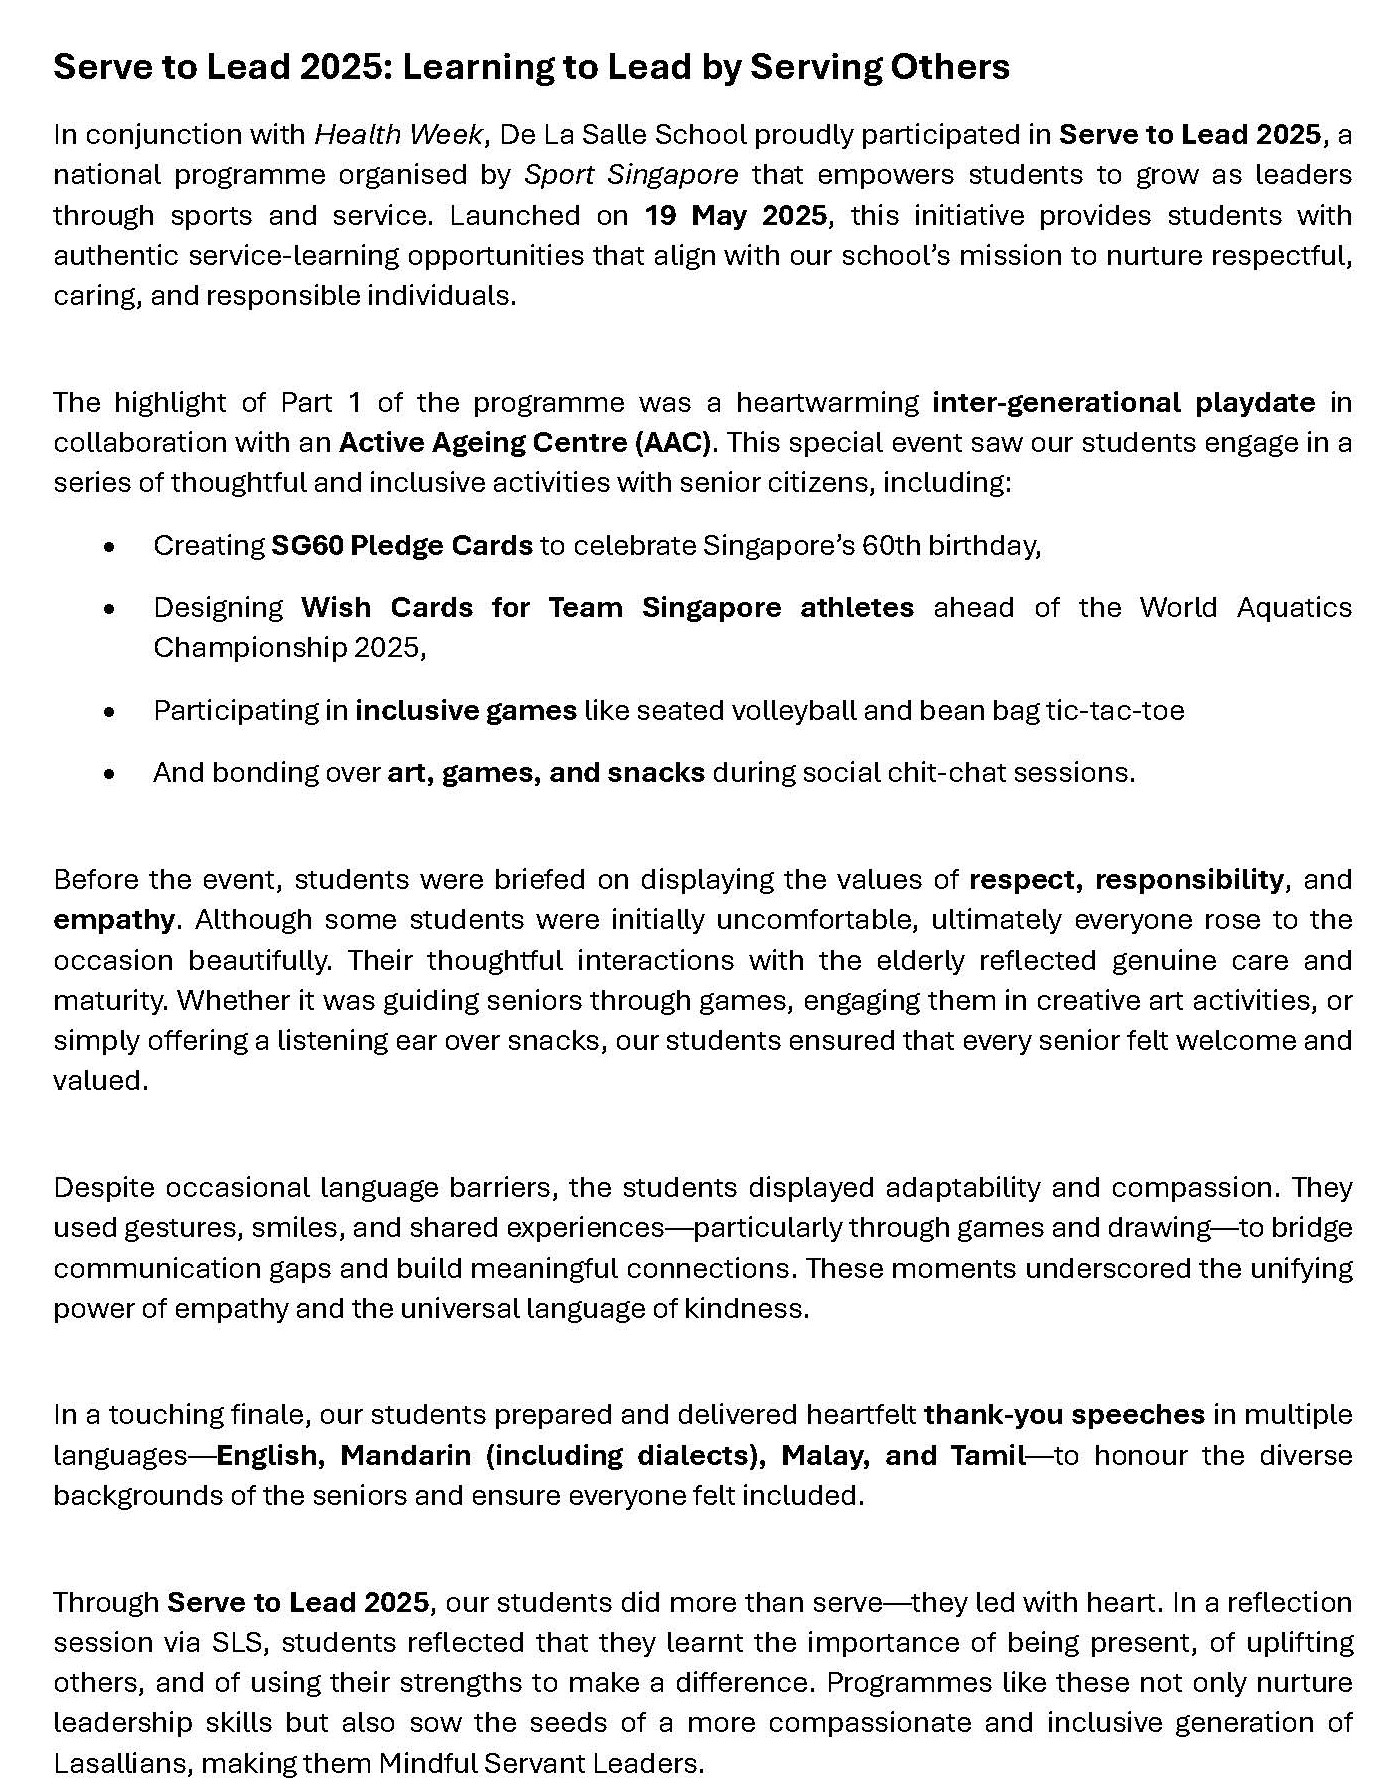 Serve to Lead 2025: Learning to Lead by Serving Others
In conjunction with Health Week, De La Salle School proudly participated in Serve to Lead 2025, a
national programme organised by Sport Singapore that empowers students to grow as leaders
through sports and service. Launched on 19 May 2025, this initiative provides students with
authentic service-learning opportunities that align with our school’s mission to nurture respectful,
caring, and responsible individuals.
The highlight of Part 1 of the programme was a heartwarming inter-generational playdate in
collaboration with an Active Ageing Centre (AAC). This special event saw our students engage in a
series of thoughtful and inclusive activities with senior citizens, including:
• Creating SG60 Pledge Cards to celebrate Singapore’s 60th birthday,
• Designing Wish Cards for Team Singapore athletes ahead of the World Aquatics
Championship 2025,
• Participating in inclusive games like seated volleyball and bean bag tic-tac-toe
• And bonding over art, games, and snacks during social chit-chat sessions.
Before the event, students were briefed on displaying the values of respect, responsibility, and
empathy. Although some students were initially uncomfortable, ultimately everyone rose to the
occasion beautifully. Their thoughtful interactions with the elderly reflected genuine care and
maturity. Whether it was guiding seniors through games, engaging them in creative art activities, or
simply offering a listening ear over snacks, our students ensured that every senior felt welcome and
valued.
Despite occasional language barriers, the students displayed adaptability and compassion. They
used gestures, smiles, and shared experiences—particularly through games and drawing—to bridge
communication gaps and build meaningful connections. These moments underscored the unifying
power of empathy and the universal language of kindness.
In a touching finale, our students prepared and delivered heartfelt thank-you speeches in multiple
languages—English, Mandarin (including dialects), Malay, and Tamil—to honour the diverse
backgrounds of the seniors and ensure everyone felt included.
Through Serve to Lead 2025, our students did more than serve—they led with heart. In a reflection
session via SLS, students reflected that they learnt the importance of being present, of uplifting
others, and of using their strengths to make a difference. Programmes like these not only nurture
leadership skills but also sow the seeds of a more compassionate and inclusive generation of
Lasallians, making them Mindful Servant Leaders.